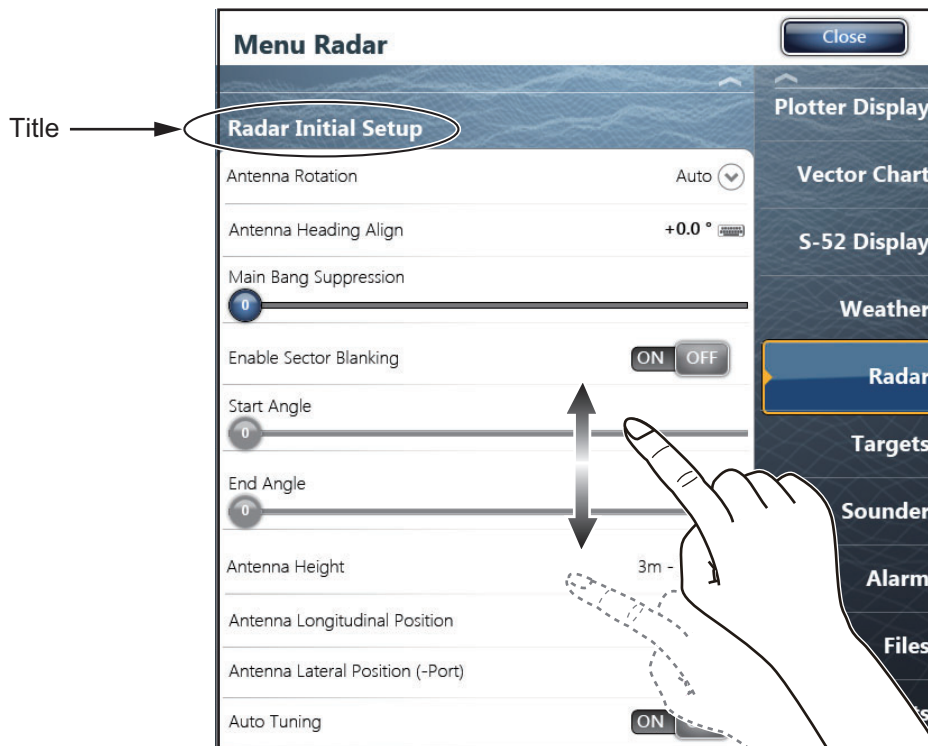 Menu Radar
Close
Title
Radar Initial Setup
Antenna Rotation Auto
Antenna Heading Align +0.0 °
Main Bang Suppression
0
Enable Sector Blanking ON OFF
Start Angle
0
End Angle
0
Antenna Height 3m -
Antenna Longitudinal Position
Antenna Lateral Position (-Port)
Auto Tuning ON
Plotter Display
Vector Chart
S-52 Display
Weather
Radar
Targets
Sounder
Alarm
Files